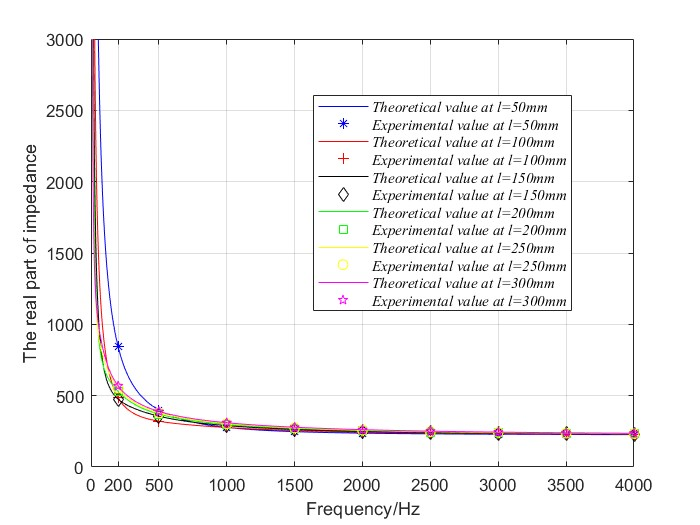 3000
2500
2000
1500
1000
500
0
The real part of impedance
Theoretical value at l=50mm
Experimental value at l=50mm
Theoretical value at l=100mm
Experimental value at l=100mm
Theoretical value at l=150mm
Experimental value at l=150mm
Theoretical value at l=200mm
Experimental value at l=200mm
Theoretical value at l=250mm
Experimental value at l=250mm
Theoretical value at l=300mm
Experimental value at l=300mm
0 200 500 1000 1500 2000 2500 3000 3500 4000
Frequency/Hz